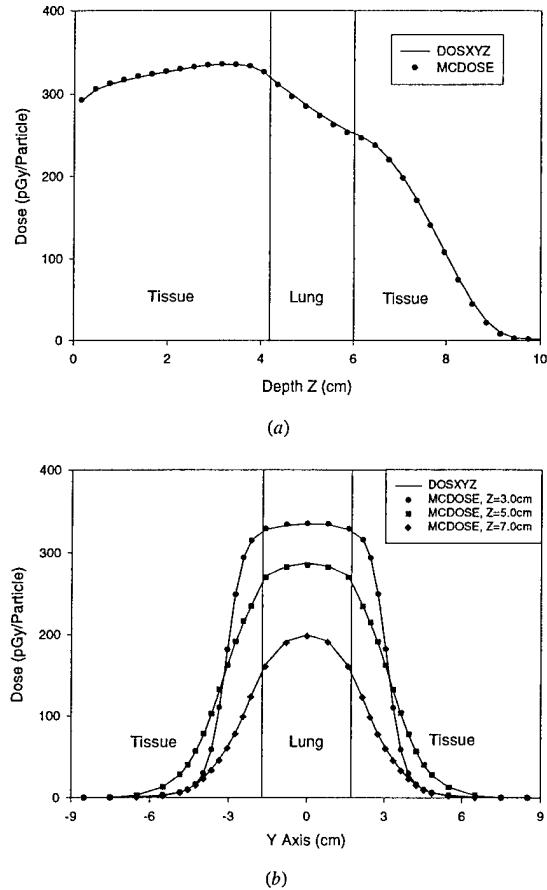 400
300
200
100
0
Dose (pGy/Particle)
DOSXYZ
MCDOSE
Tissue
Lung
Tissue
0
2
4
6
8
10
Depth Z (cm)
(a)
400
300
200
100
0
Dose (pGy/Particle)
DOSXYZ
MCDOSE, Z=3.0cm
MCDOSE, Z=5.0cm
MCDOSE, Z=7.0cm
Tissue
Lung
Tissue
-9
-6
-3
0
3
6
9
Y Axis (cm)
(b)